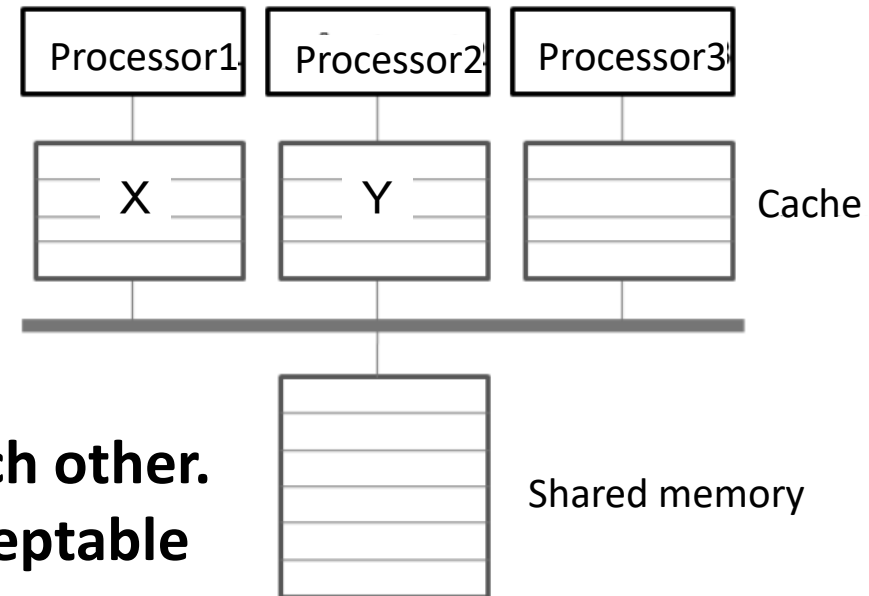 Processor1 Processor2 Processor3
X Y
Cache
ch other.
Shared memory
eptable